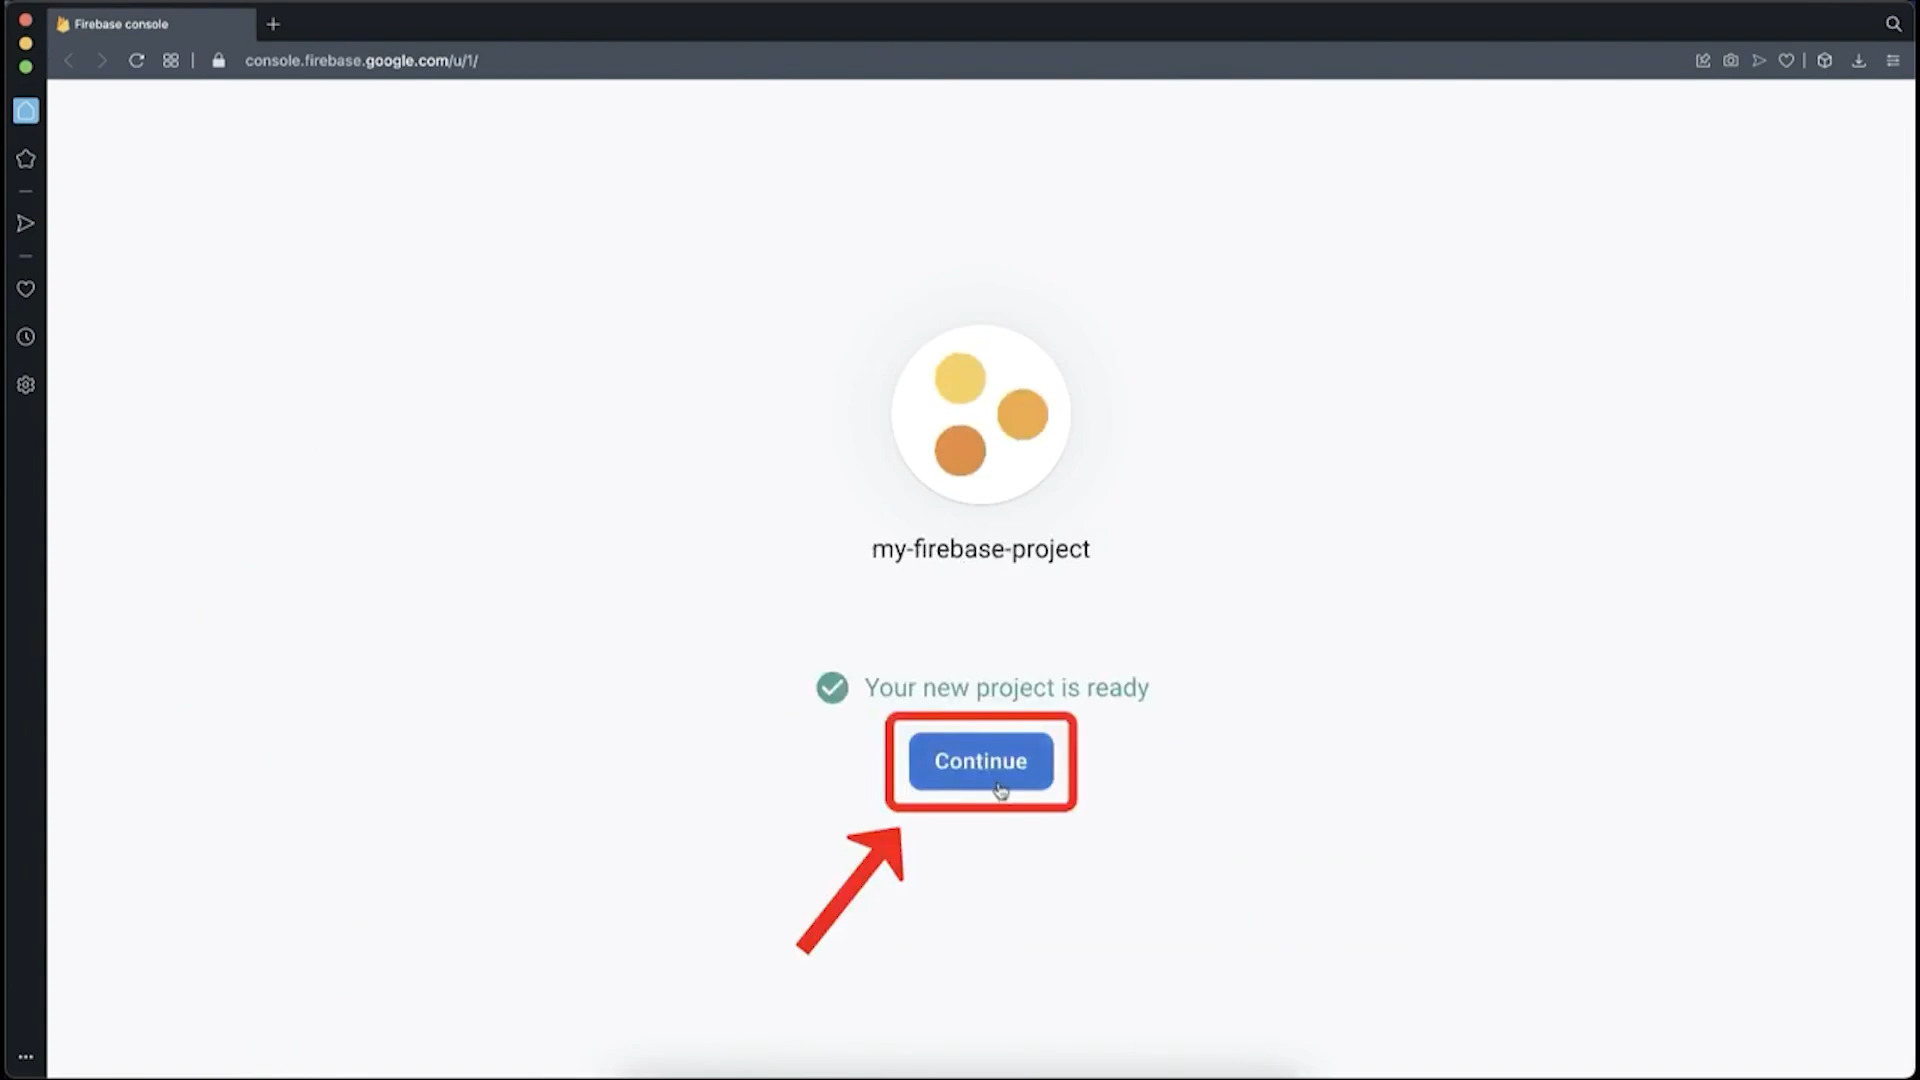 Firebase console
console.firebase.google.com/u/1/
my-firebase-project
Your new project is ready
Continue